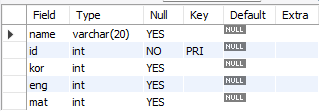 Field Type Null Key Default Extra
name varchar(20) YES NULL
id int NO PRI NULL
kor int YES NULL
eng int YES NULL
mat int YES NULL